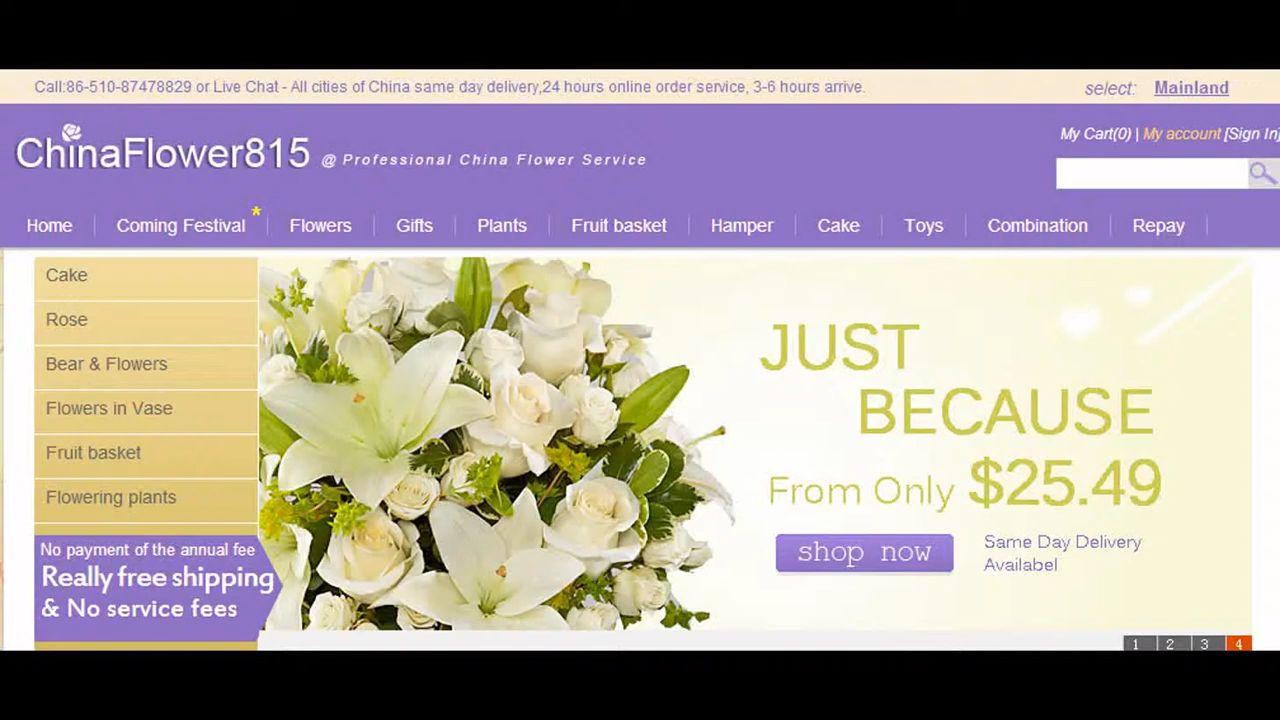 Call:86-510-87478829 or Live Chat - All cities of China same day delivery,24 hours online order service, 3-6 hours arrive.
select: Mainland
My Cart(0) | My account [Sign In
ChinaFlower815 @ Professional China Flower Service
Home Coming Festival * Flowers Gifts Plants Fruit basket Hamper Cake Toys Combination Repay
Cake
Rose
Bear & Flowers
Flowers in Vase
Fruit basket
Flowering plants
No payment of the annual fee
Really free shipping
& No service fees
JUST
BECAUSE
From Only $25.49
shop now
Same Day Delivery
Availabel
1 2 3 4